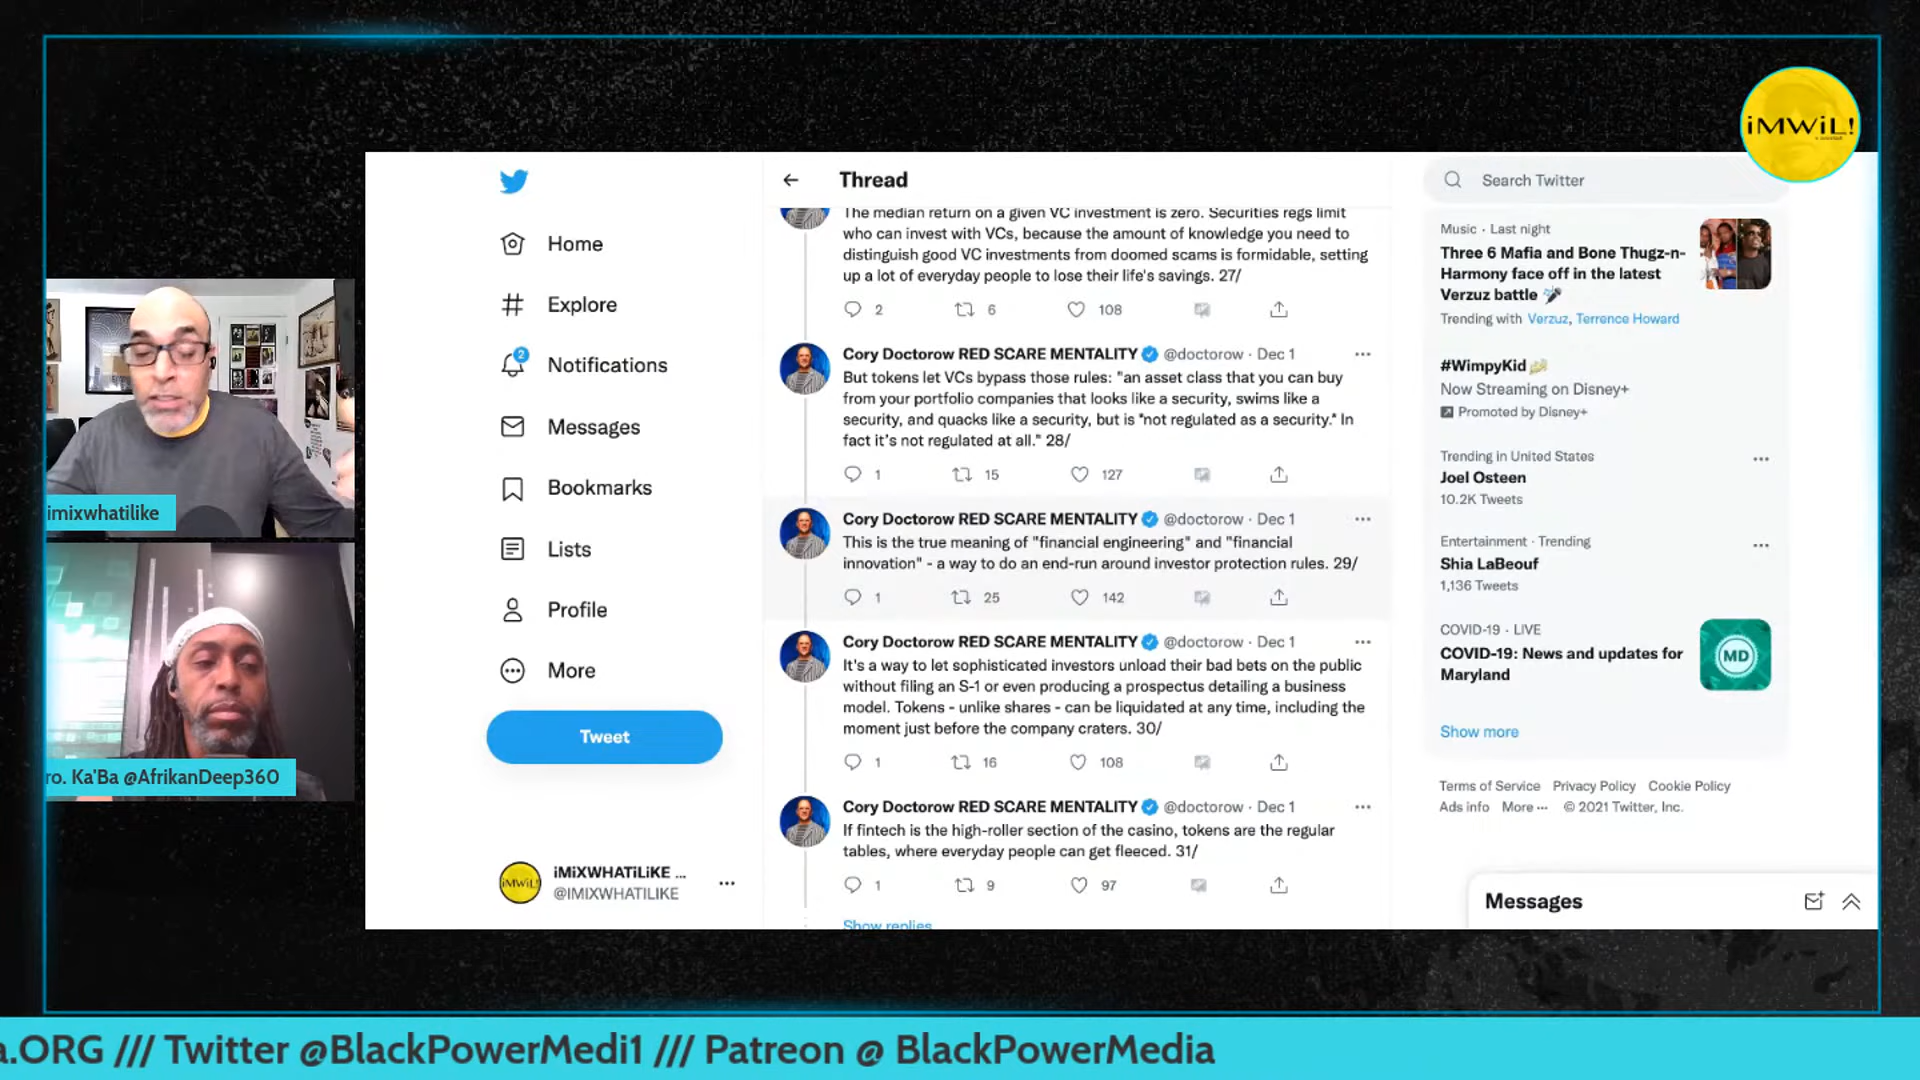 iMWiL!
imixwhatilike
ro. Ka'Ba @AfrikanDeep360
Home
Explore
2
Notifications
Messages
Bookmarks
Lists
Profile
More
Tweet
iMWiL!
iMiXWHATiLiKE ...
@IMIXWHATILIKE
Thread
The median return on a given VC investment is zero. Securities regs limit
who can invest with VCs, because the amount of knowledge you need to
distinguish good VC investments from doomed scams is formidable, setting
up a lot of everyday people to lose their life's savings. 27/
2 6 108
Cory Doctorow RED SCARE MENTALITY @doctorow · Dec 1
But tokens let VCs bypass those rules: "an asset class that you can buy
from your portfolio companies that looks like a security, swims like a
security, and quacks like a security, but is *not regulated as a security.* In
fact it's not regulated at all." 28/
1 15 127
Cory Doctorow RED SCARE MENTALITY @doctorow · Dec 1
This is the true meaning of "financial engineering" and "financial
innovation" - a way to do an end-run around investor protection rules. 29/
1 25 142
Cory Doctorow RED SCARE MENTALITY @doctorow · Dec 1
It's a way to let sophisticated investors unload their bad bets on the public
without filing an S-1 or even producing a prospectus detailing a business
model. Tokens - unlike shares - can be liquidated at any time, including the
moment just before the company craters. 30/
1 16 108
Cory Doctorow RED SCARE MENTALITY @doctorow · Dec 1
If fintech is the high-roller section of the casino, tokens are the regular
tables, where everyday people can get fleeced. 31/
1 9 97
Show replies
Search Twitter
Music · Last night
Three 6 Mafia and Bone Thugz-n-
Harmony face off in the latest
Verzuz battle
Trending with Verzuz, Terrence Howard
#WimpyKid
Now Streaming on Disney+
Promoted by Disney+
Trending in United States
Joel Osteen
10.2K Tweets
Entertainment · Trending
Shia LaBeouf
1,136 Tweets
COVID-19 · LIVE
COVID-19: News and updates for
Maryland
MD
Show more
Terms of Service Privacy Policy Cookie Policy
Ads info More ··· © 2021 Twitter, Inc.
Messages
a.ORG /// Twitter @BlackPowerMedi1 /// Patreon @ BlackPowerMedia